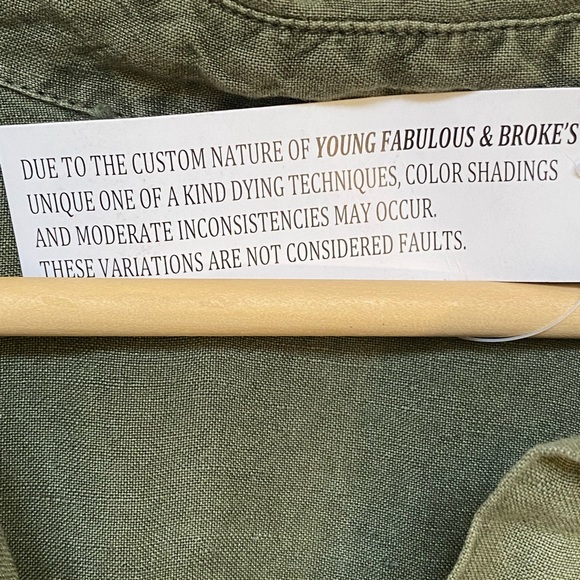 DUE TO THE CUSTOM NATURE OF YOUNG FABULOUS & BROKE'S
UNIQUE ONE OF A KIND DYING TECHNIQUES, COLOR SHADINGS
AND MODERATE INCONSISTENCIES MAY OCCUR.
THESE VARIATIONS ARE NOT CONSIDERED FAULTS.